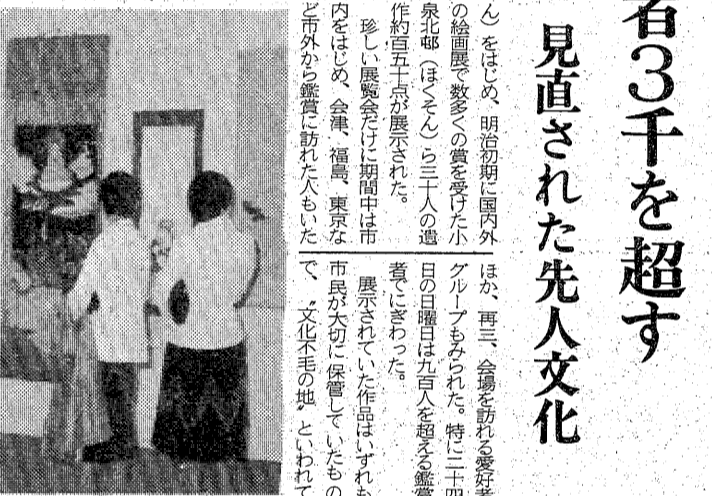 者3千を超す
見直された先人文化
ん）をはじめ、明治初期に国内外
の絵画展で数多くの賞を受けた小
泉北邨（ほくそん）ら三十人の遺
作約百五十点が展示された。
珍しい展覧会だけに期間中は市
内をはじめ、会津、福島、東京な
ど市外から鑑賞に訪れた人もいた
ほか、再三、会場を訪れる愛好者
グループもみられた。特に二十四
日の日曜日は九百人を超える鑑賞
者でにぎわった。
展示されていた作品はいずれも
市民が大切に保管していたもの
で、〝文化不毛の地〟といわれて